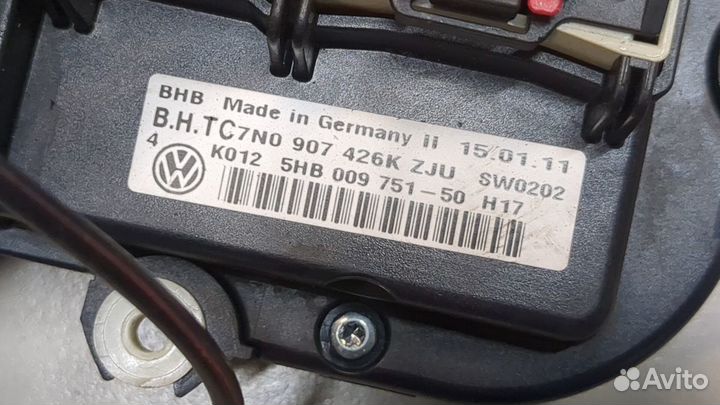 BHB Made in Germany II 15.01.11
B.H.TC7N0 907 426K ZJU SW0202
4 K012 5HB 009 751-50 H17
Avito